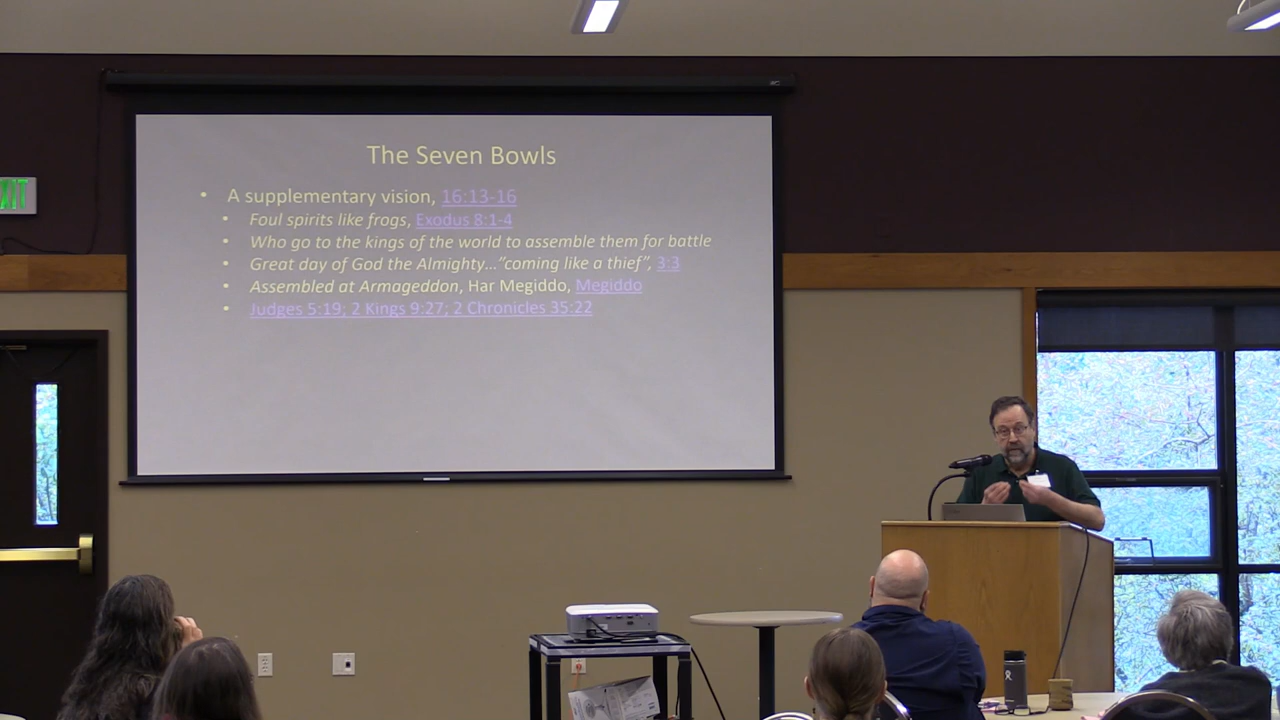 The Seven Bowls
• A supplementary vision, 16:13-16
• Foul spirits like frogs, Exodus 8:1-4
• Who go to the kings of the world to assemble them for battle
• Great day of God the Almighty…“coming like a thief”, 3:3
• Assembled at Armageddon, Har Megiddo, Megiddo
• Judges 5:19; 2 Kings 9:27; 2 Chronicles 35:22
EXIT